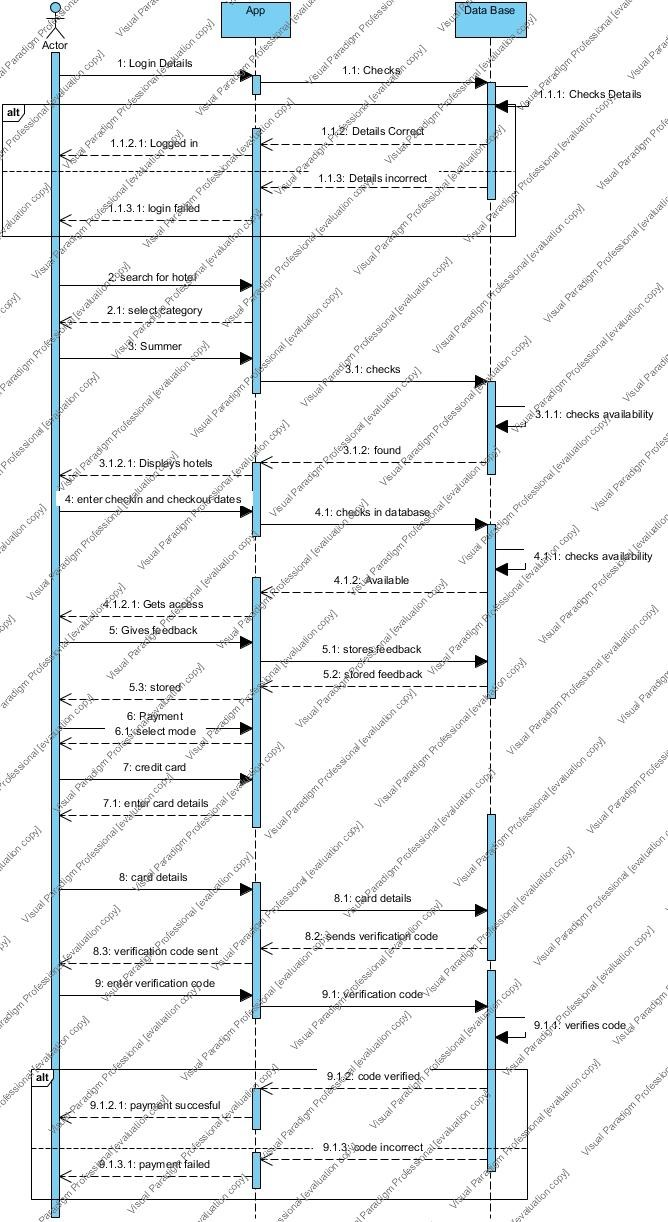 App
Data Base
Actor
1: Login Details
1.1: Checks
1.1.1: Checks Details
alt
1.1.2: Details Correct
1.1.2.1: Logged in
1.1.3: Details incorrect
1.1.3.1: login failed
2: search for hotel
2.1: select category
3: Summer
3.1: checks
3.1.1: checks availability
3.1.2: found
3.1.2.1: Displays hotels
4: enter checkin and checkout dates
4.1: checks in database
4.1.1: checks availability
4.1.2: Available
4.1.2.1: Gets access
5: Gives feedback
5.1: stores feedback
5.2: stored feedback
5.3: stored
6: Payment
6.1: select mode
7: credit card
7.1: enter card details
8: card details
8.1: card details
8.2: sends verification code
8.3: verification code sent
9: enter verification code
9.1: verification code
9.1.1: verifies code
alt
9.1.2: code verified
9.1.2.1: payment succesful
9.1.3: code incorrect
9.1.3.1: payment failed
Visual Paradigm Professional [evaluation copy]